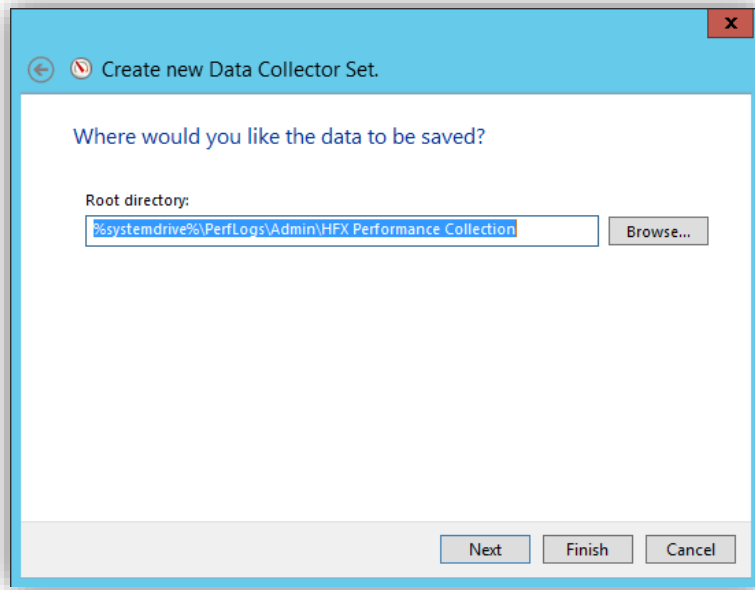 x
Create new Data Collector Set.
Where would you like the data to be saved?
Root directory:
%systemdrive%\PerfLogs\Admin\HFX Performance Collection
Browse...
Next Finish Cancel